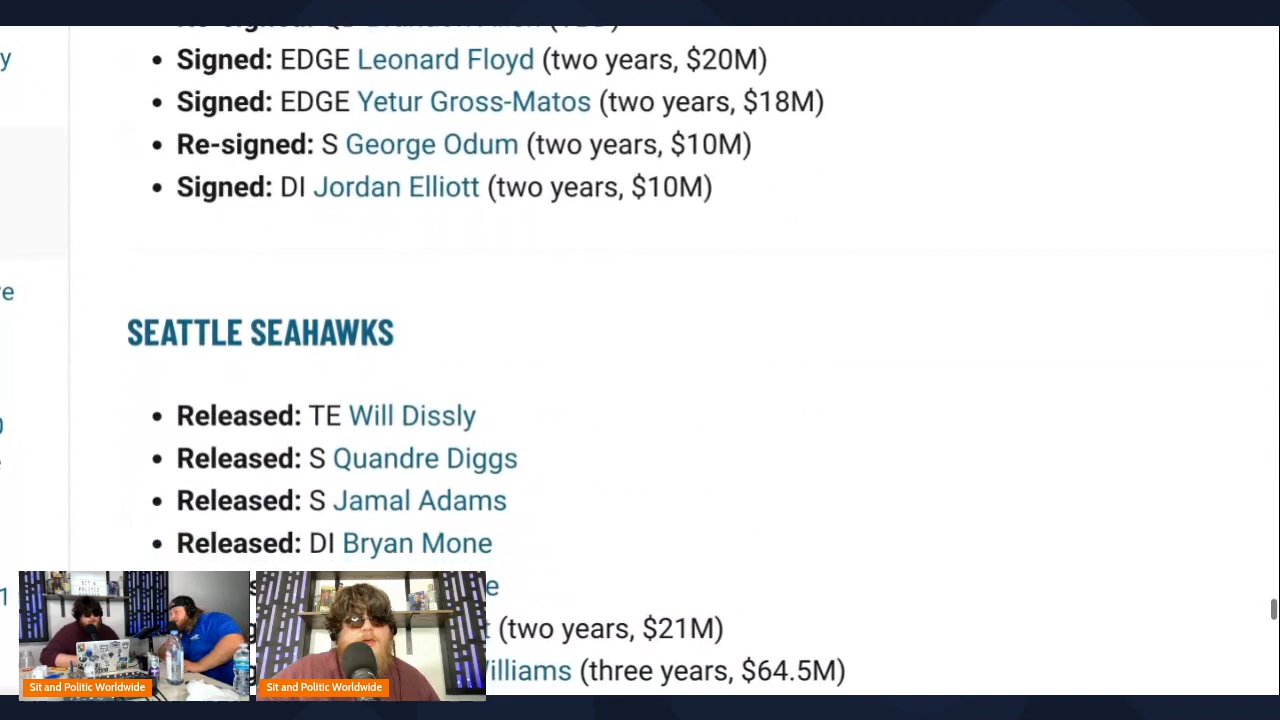 y
Signed: EDGE Leonard Floyd (two years, $20M)
Signed: EDGE Yetur Gross-Matos (two years, $18M)
Re-signed: S George Odum (two years, $10M)
Signed: DI Jordan Elliott (two years, $10M)
e
SEATTLE SEAHAWKS
Released: TE Will Dissly
Released: S Quandre Diggs
Released: S Jamal Adams
Released: DI Bryan Mone
e
t (two years, $21M)
illiams (three years, $64.5M)
SIT &
POLITIC
Sit and Politic Worldwide
Sit and Politic Worldwide